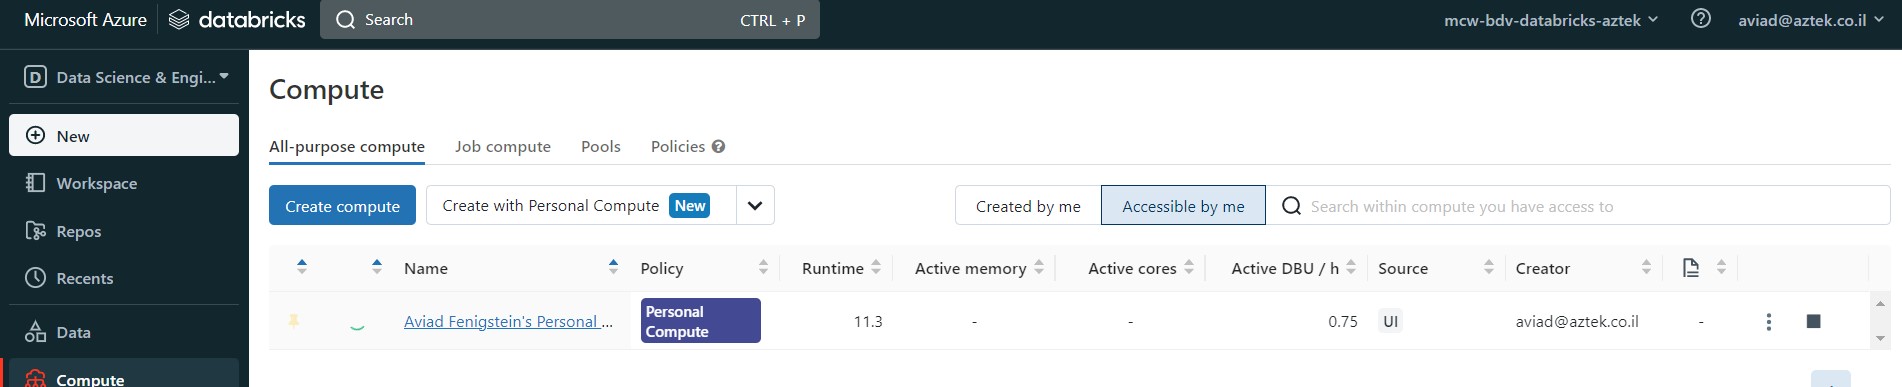 Microsoft Azure databricks Search CTRL + P mcw-bdv-databricks-aztek aviad@aztek.co.il
D Data Science & Engi...
New
Workspace
Repos
Recents
Data
Compute
Compute
All-purpose compute Job compute Pools Policies
Create compute Create with Personal Compute New Created by me Accessible by me Search within compute you have access to
Name Policy Runtime Active memory Active cores Active DBU / h Source Creator
Aviad Fenigstein's Personal ... Personal Compute 11.3 - - 0.75 UI aviad@aztek.co.il -